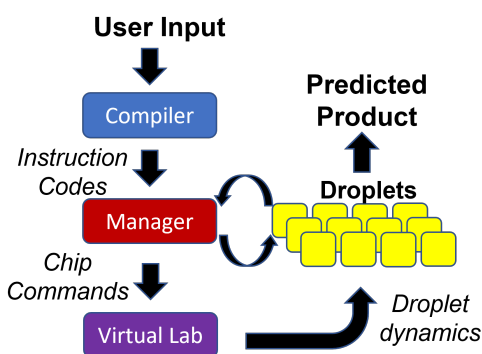 User Input
Compiler
Instruction
Codes
Manager
Chip
Commands
Virtual Lab
Predicted
Product
Droplets
Droplet
dynamics